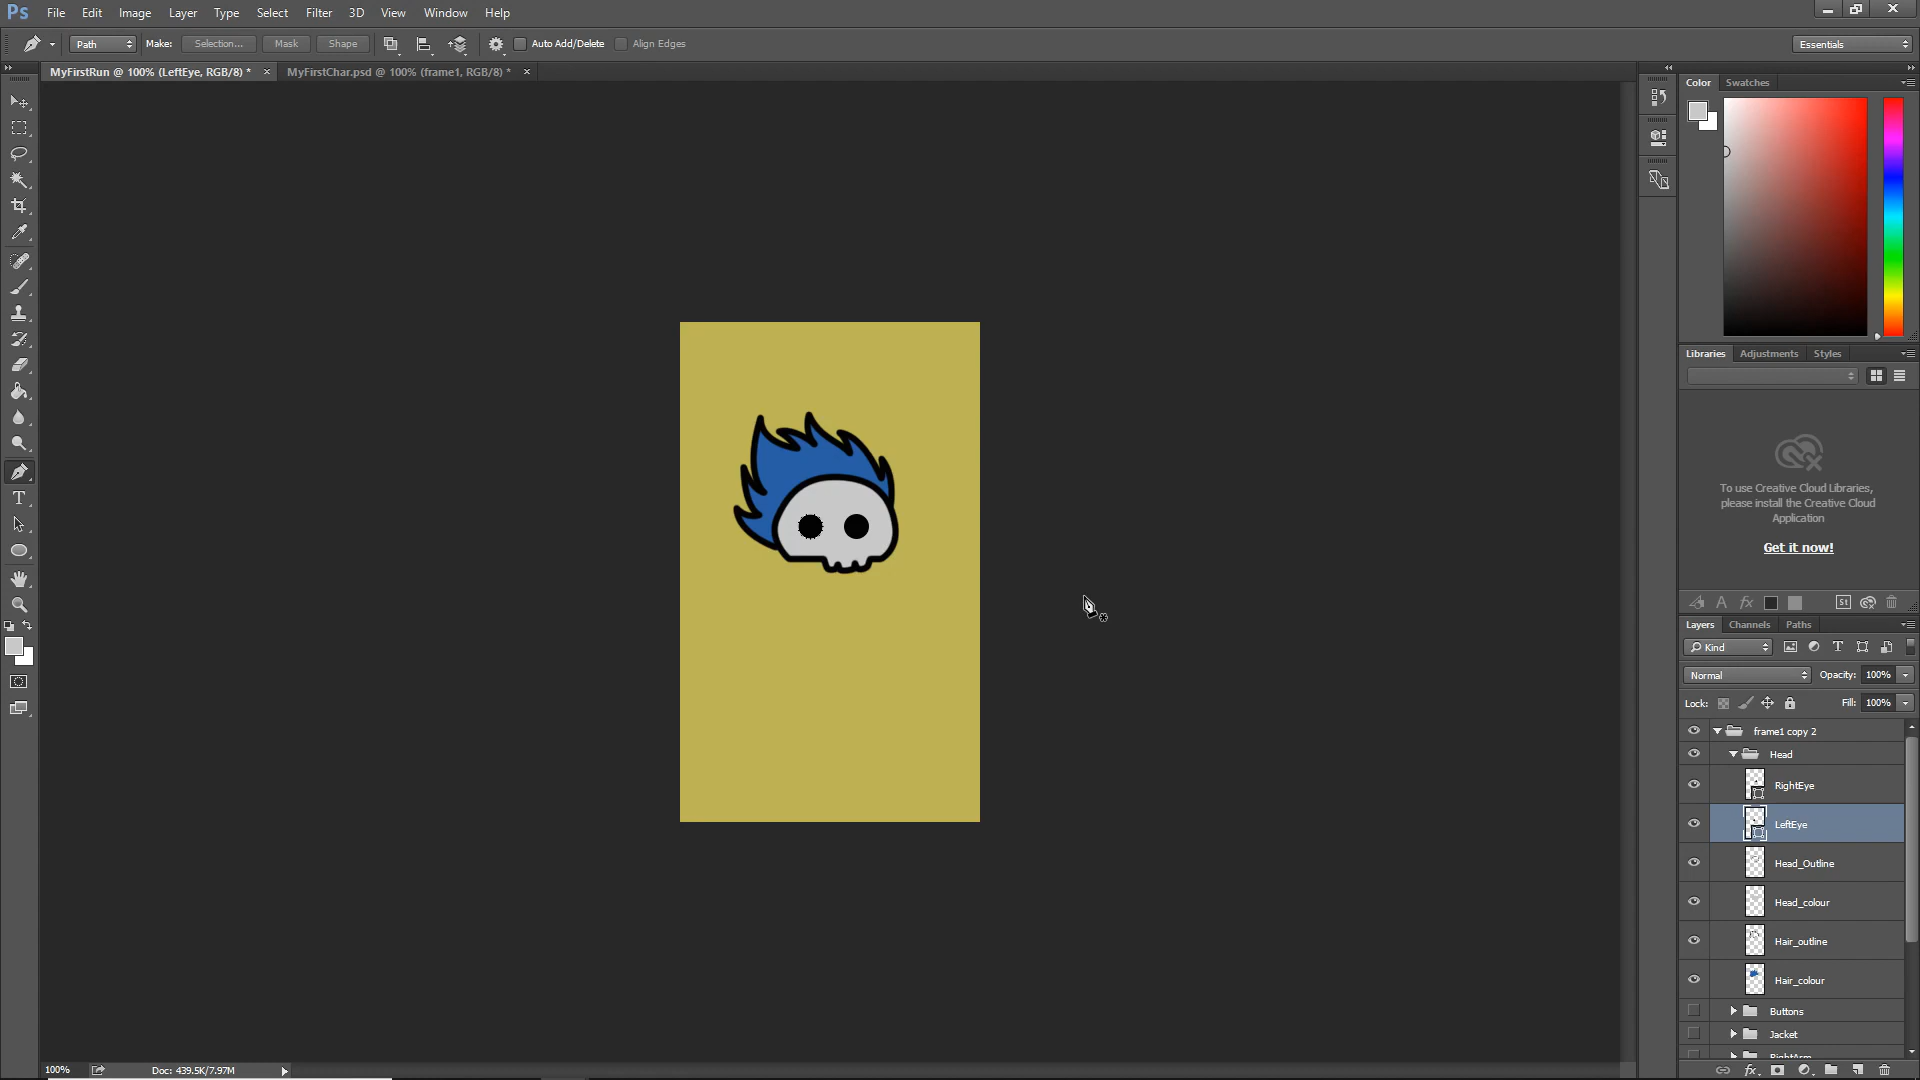 Ps File Edit Image Layer Type Select Filter 3D View Window Help
Path Make: Selection... Mask Shape Auto Add/Delete Align Edges Essentials
MyFirstRun @ 100% (LeftEye, RGB/8) * × MyFirstChar.psd @ 100% (frame1, RGB/8) * ×
Color Swatches
Libraries Adjustments Styles
To use Creative Cloud Libraries,
please install the Creative Cloud
Application
Get it now!
A fx St
Layers Channels Paths
Kind T
Normal Opacity: 100%
Lock: Fill: 100%
frame1 copy 2
Head
RightEye
LeftEye
Head_Outline
Head_colour
Hair_outline
Hair_colour
Buttons
Jacket
RightArm
100% Doc: 439.5K/7.97M fx